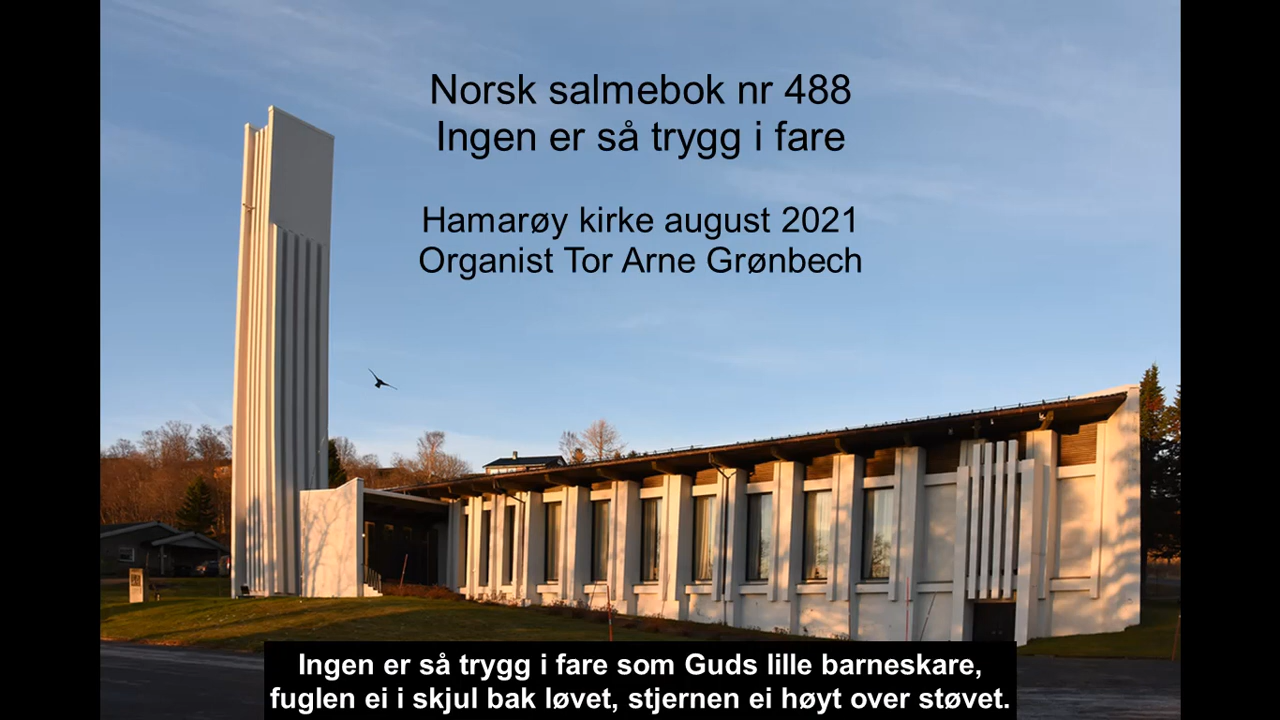 Norsk salmebok nr 488
Ingen er så trygg i fare
Hamarøy kirke august 2021
Organist Tor Arne Grønbech
Ingen er så trygg i fare som Guds lille barneskare,
fuglen ei i skjul bak løvet, stjernen ei høyt over støvet.